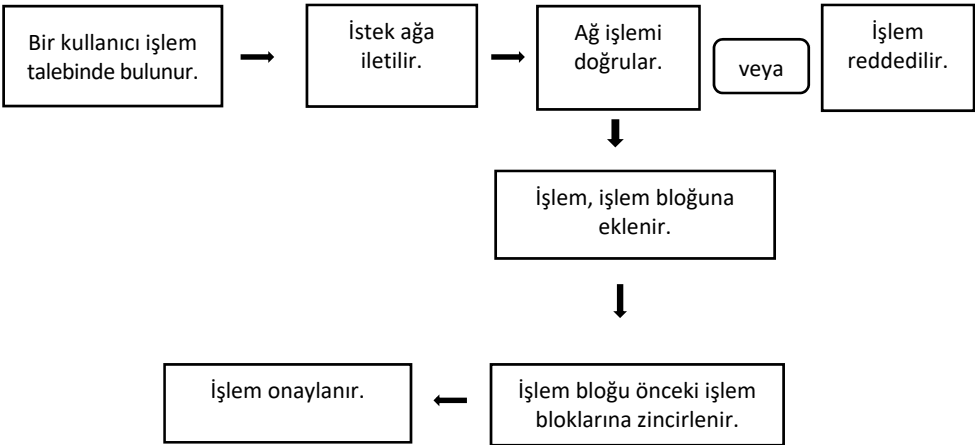 Bir kullanıcı işlem
talebinde bulunur.
İstek ağa
iletilir.
Ağ işlemi
doğrular.
veya
İşlem
reddedilir.
İşlem, işlem bloğuna
eklenir.
İşlem bloğu önceki işlem
bloklarına zincirlenir.
İşlem onaylanır.